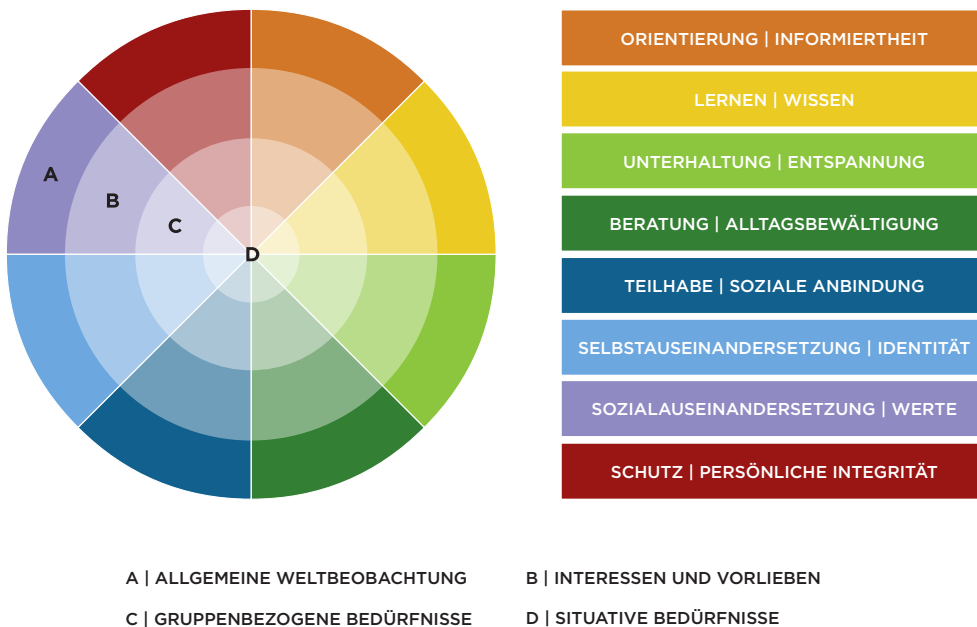 A
B
C
D
ORIENTIERUNG | INFORMIERTHEIT
LERNEN | WISSEN
UNTERHALTUNG | ENTSPANNUNG
BERATUNG | ALLTAGSBEWÄLTIGUNG
TEILHABE | SOZIALE ANBINDUNG
SELBSTAUSEINANDERSETZUNG | IDENTITÄT
SOZIALAUSEINANDERSETZUNG | WERTE
SCHUTZ | PERSÖNLICHE INTEGRITÄT
A | ALLGEMEINE WELTBEOBACHTUNG
B | INTERESSEN UND VORLIEBEN
C | GRUPPENBEZOGENE BEDÜRFNISSE
D | SITUATIVE BEDÜRFNISSE